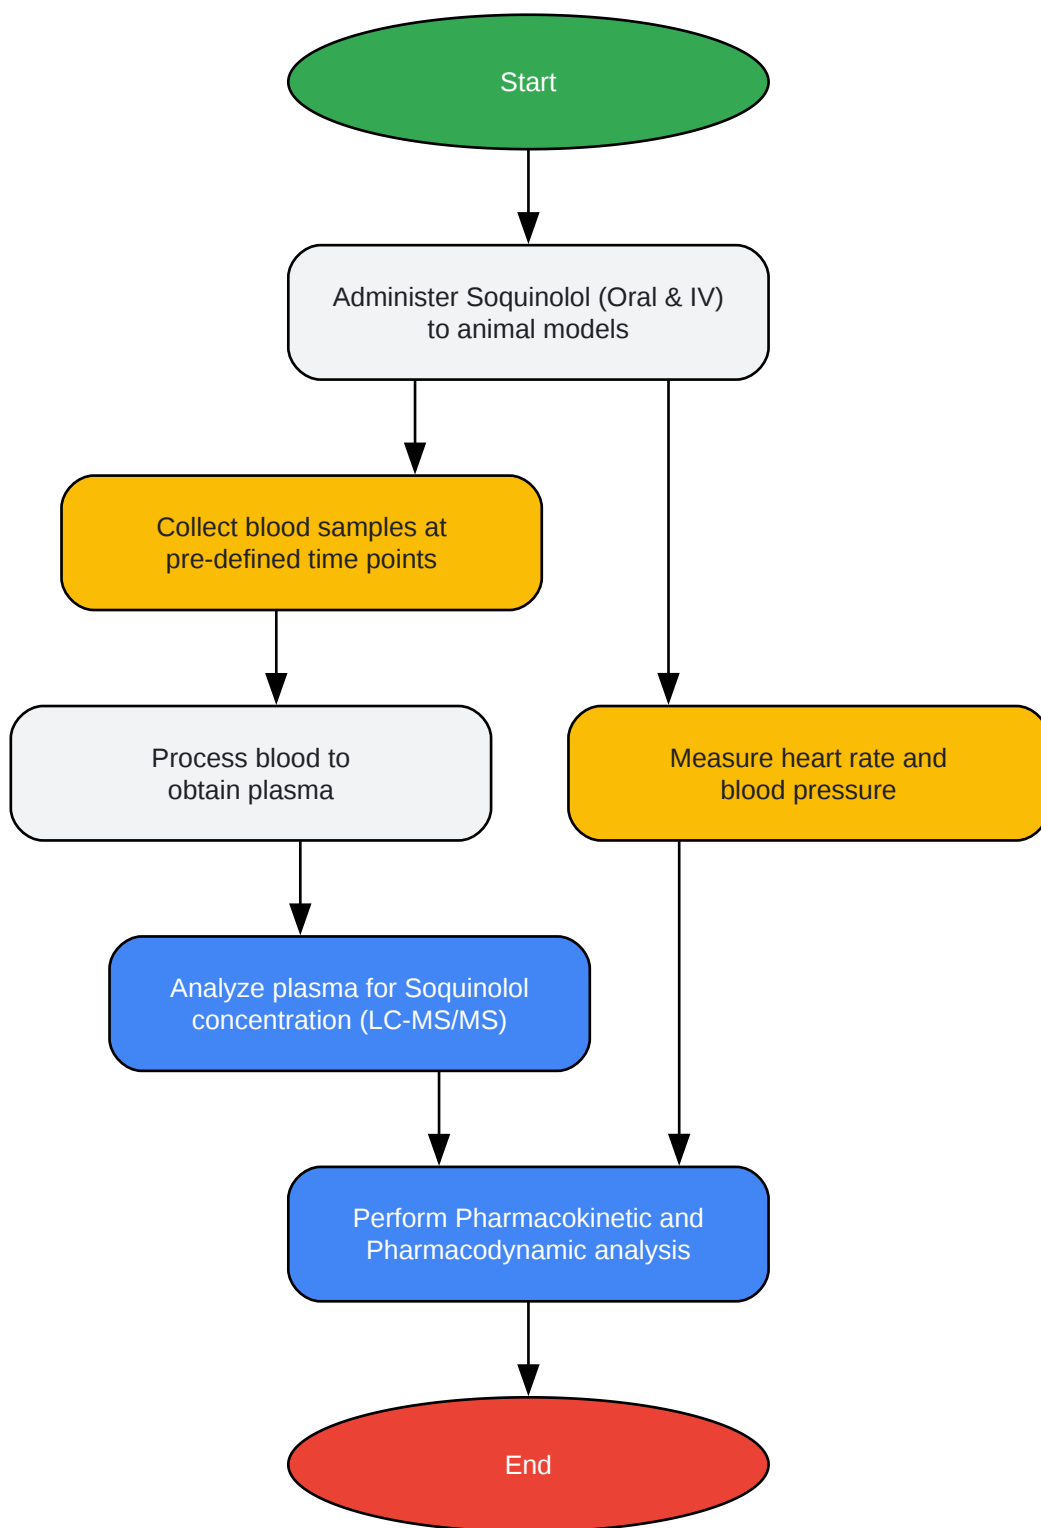 Start
Administer Soquinolol (Oral & IV)
to animal models
Collect blood samples at
pre-defined time points
Process blood to
obtain plasma
Measure heart rate and
blood pressure
Analyze plasma for Soquinolol
concentration (LC-MS/MS)
Perform Pharmacokinetic and
Pharmacodynamic analysis
End